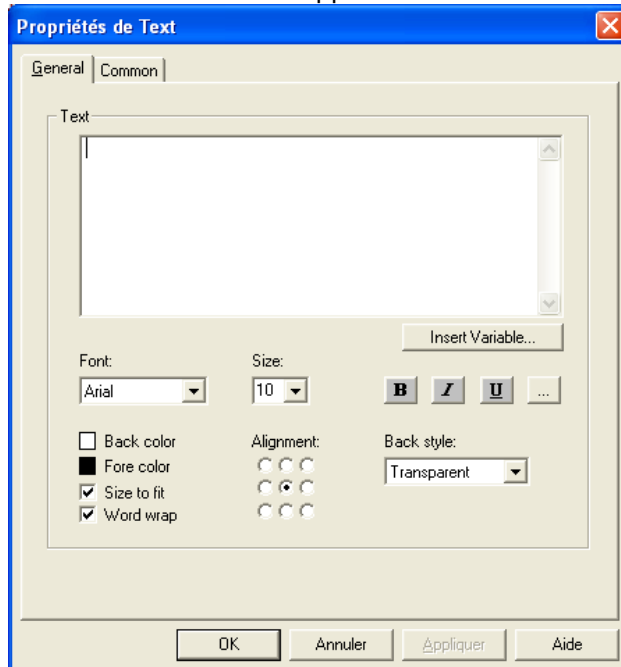 pp
Propriétés de Text
General Common
Text
Insert Variable...
Font: Size:
Arial 10 B I U ...
Back color Alignment: Back style:
Fore color Transparent
Size to fit
Word wrap
OK Annuler Appliquer Aide